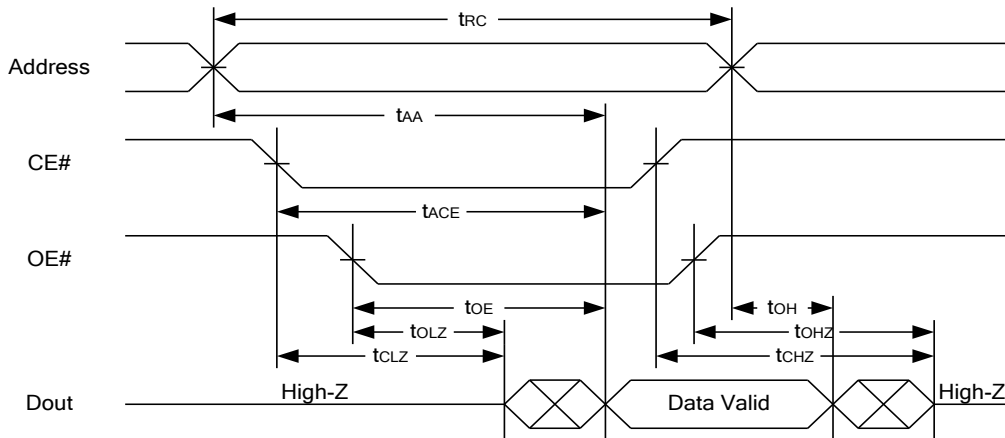 tRC
Address
tAA
CE#
tACE
OE#
tOE
tOH
tOLZ
tOHZ
tCLZ
tCHZ
Dout
High-Z
Data Valid
High-Z